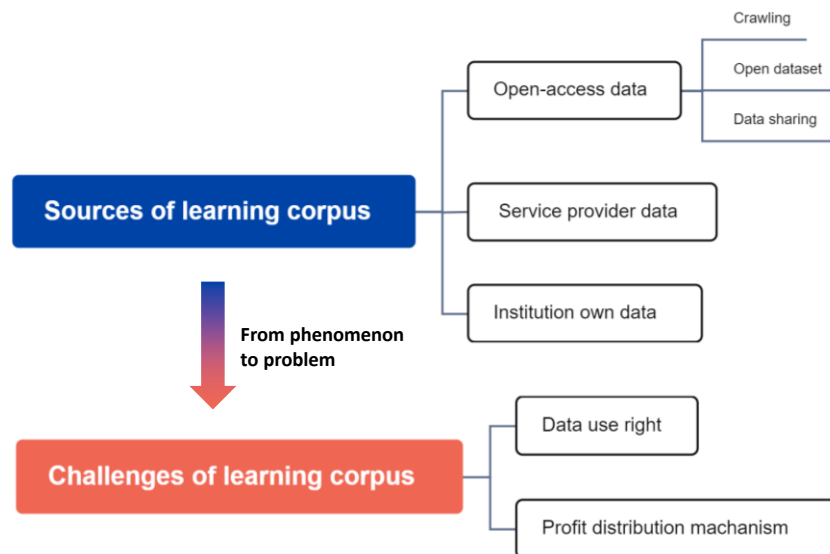 Crawling
Open dataset
Data sharing
Open-access data
Sources of learning corpus
Service provider data
Institution own data
From phenomenon
to problem
Data use right
Challenges of learning corpus
Profit distribution machanism